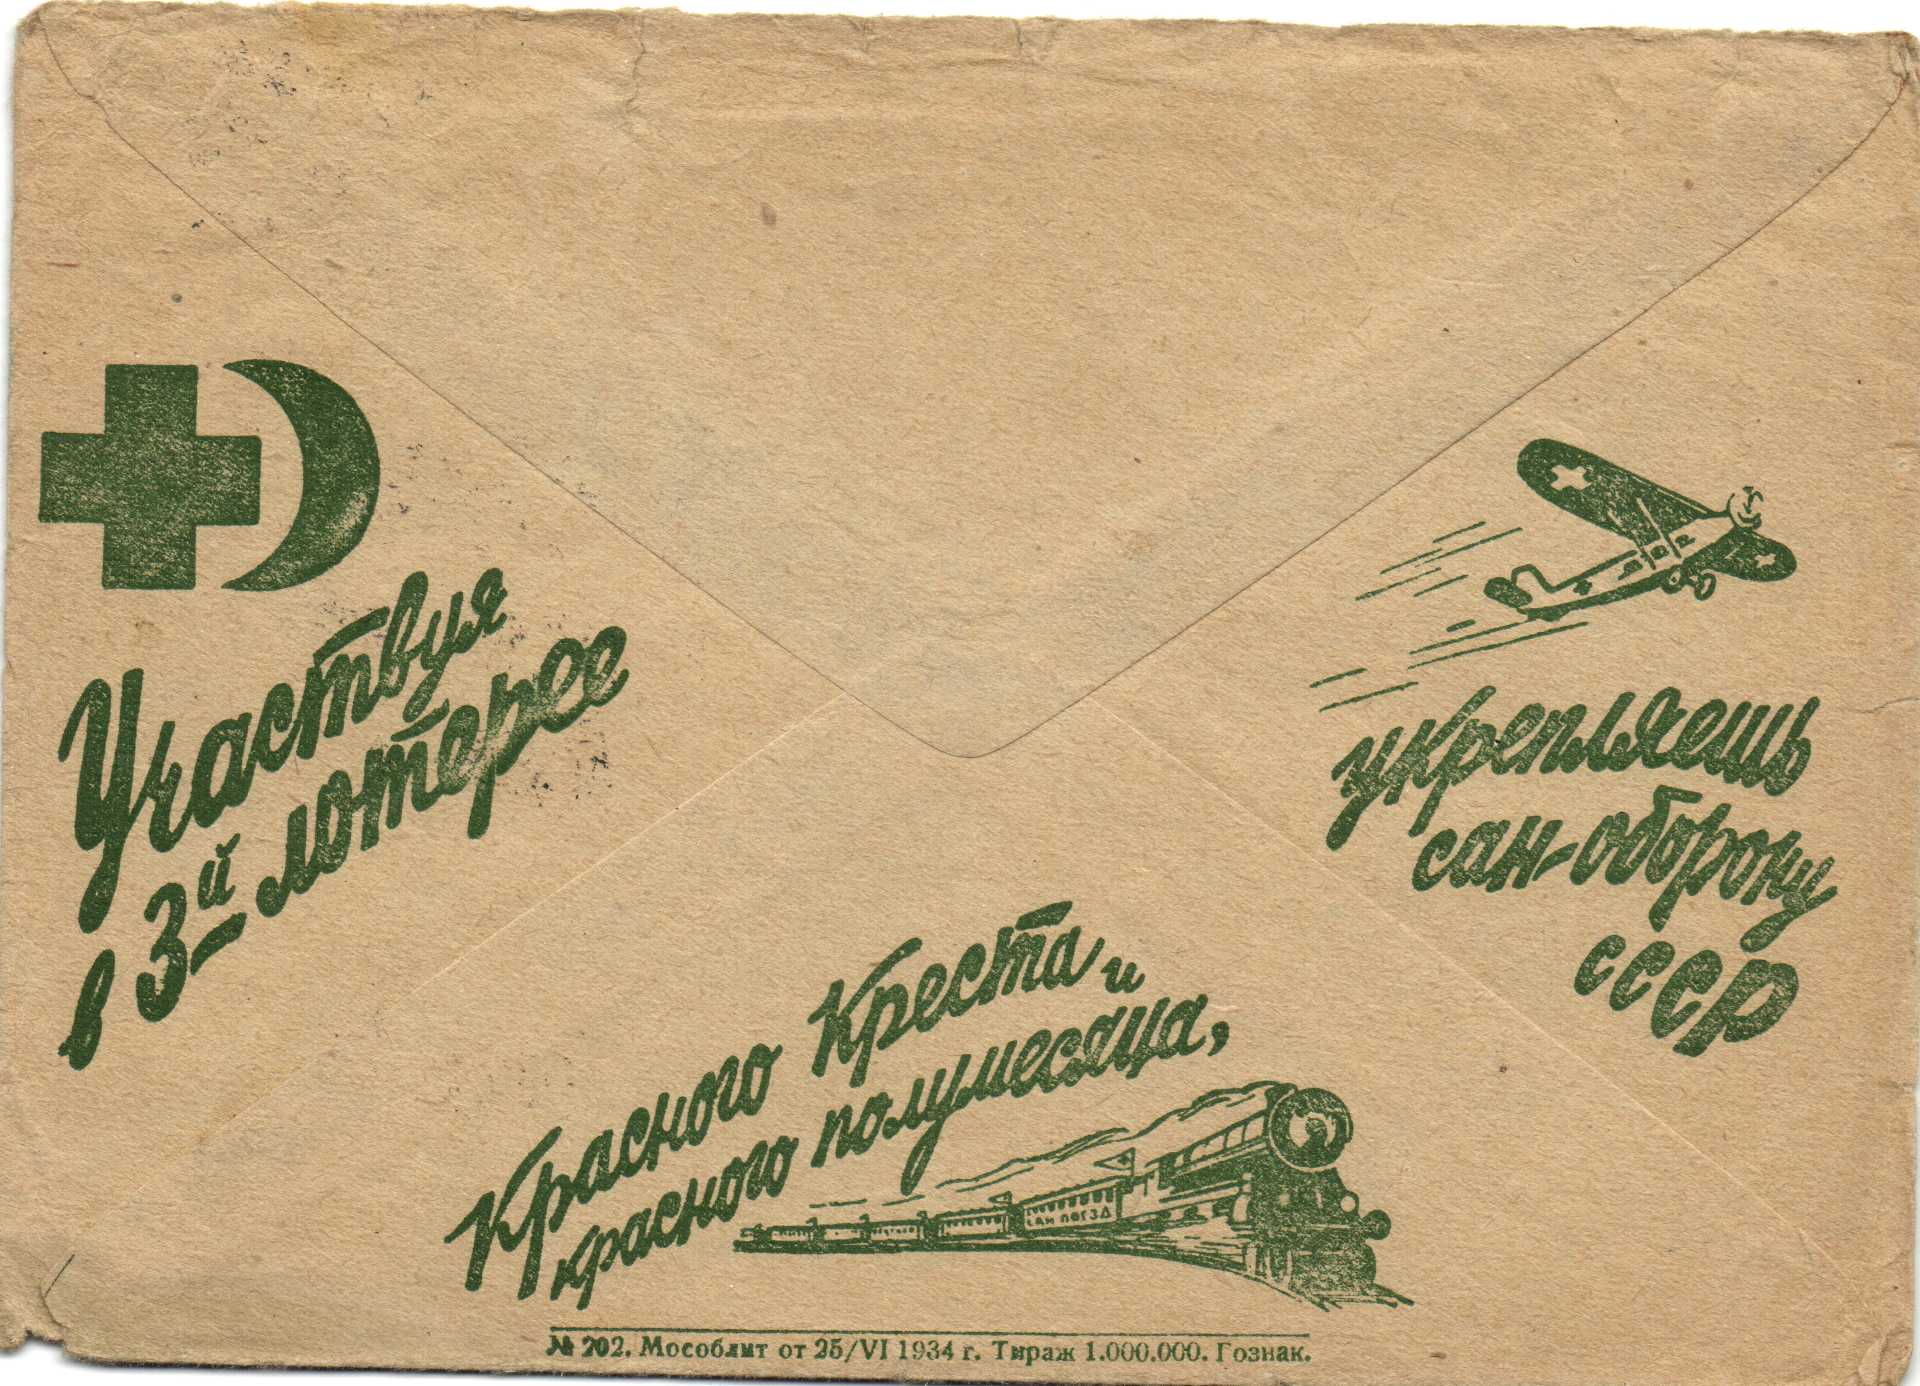 Участвуя
в 3-й лотерее
Красного Креста и
красного полумесяца,
САН ПОЕЗД
укрепляешь
сан-оборону
СССР
№ 202. Мособлит от 25/VI 1934 г. Тираж 1.000.000. Гознак.